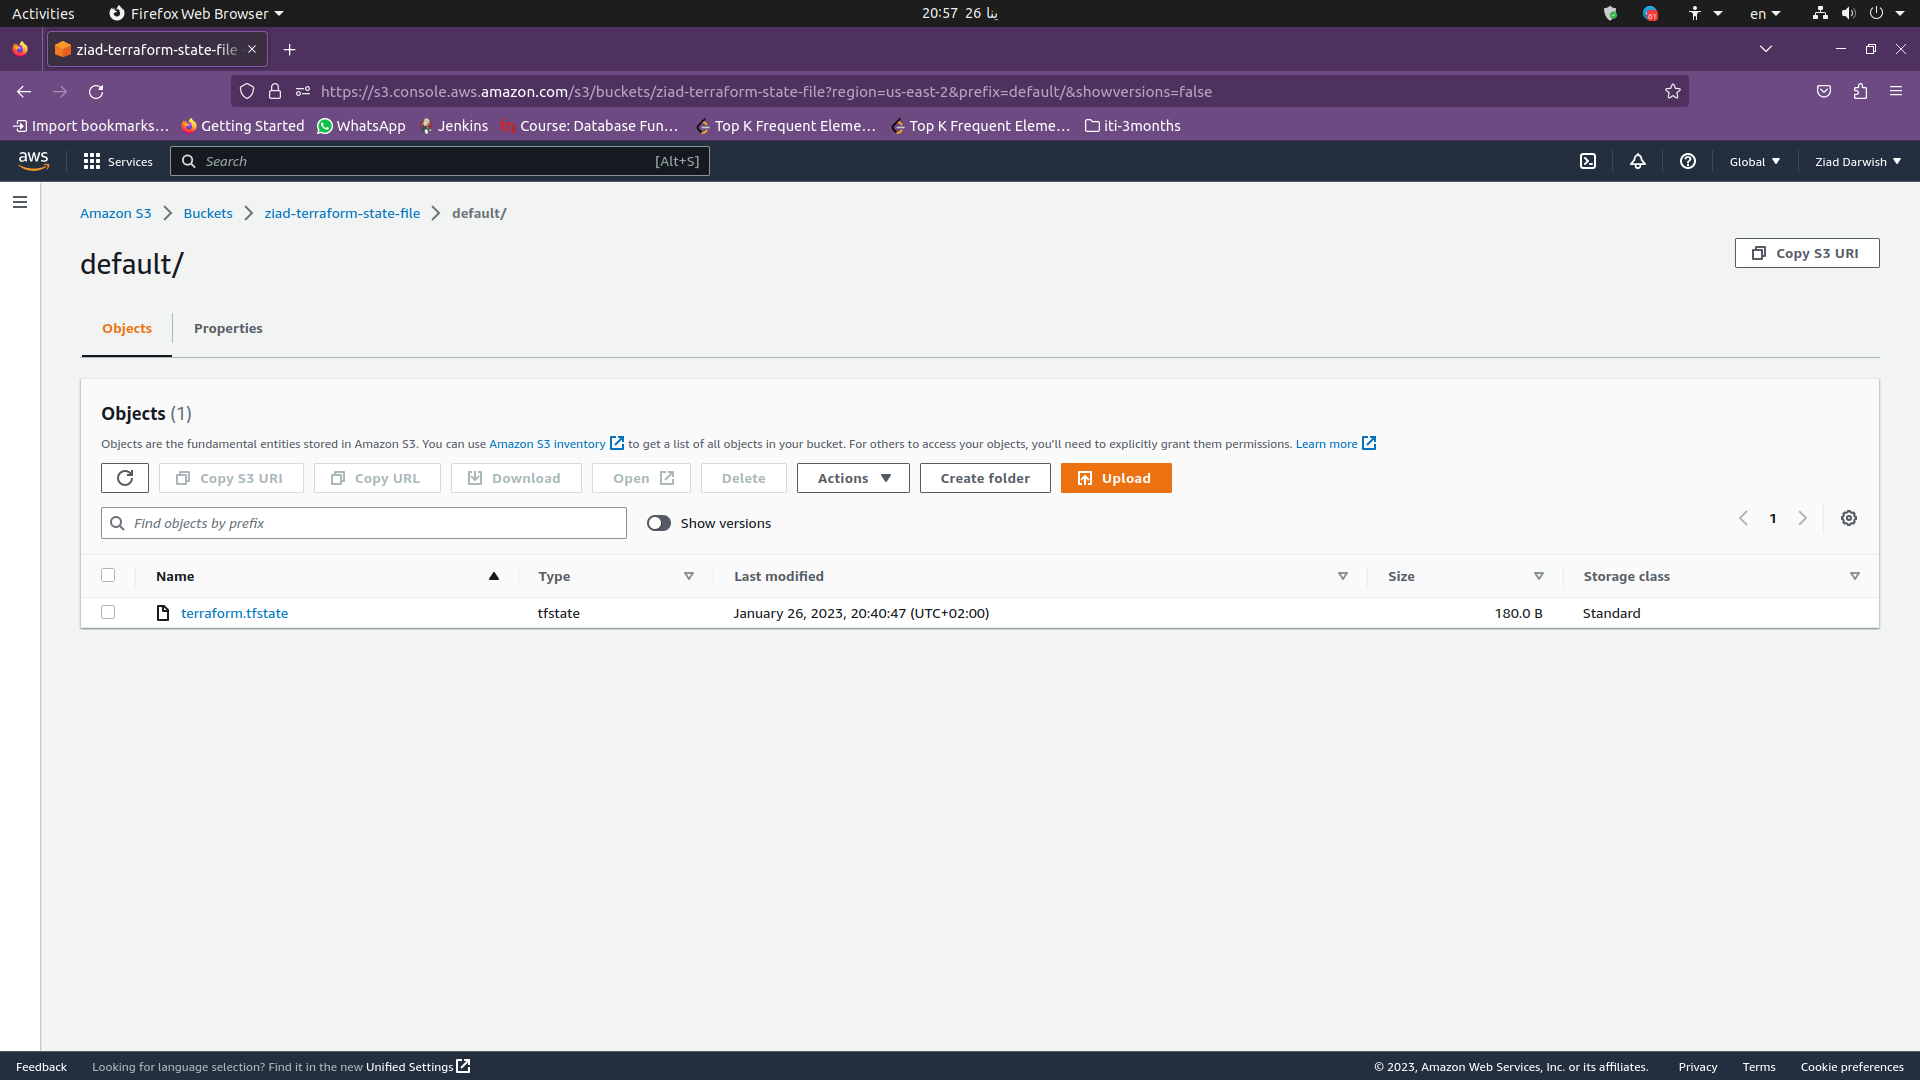 Activities Firefox Web Browser 20:57 26 ينا en
ziad-terraform-state-file
https://s3.console.aws.amazon.com/s3/buckets/ziad-terraform-state-file?region=us-east-2&prefix=default/&showversions=false
Import bookmarks... Getting Started WhatsApp Jenkins Course: Database Fun... Top K Frequent Eleme... Top K Frequent Eleme... iti-3months
aws Services Search [Alt+S] Global Ziad Darwish
Amazon S3 Buckets ziad-terraform-state-file default/
default/
Copy S3 URI
Objects Properties
Objects (1)
Objects are the fundamental entities stored in Amazon S3. You can use Amazon S3 inventory to get a list of all objects in your bucket. For others to access your objects, you'll need to explicitly grant them permissions. Learn more
Copy S3 URI Copy URL Download Open Delete Actions Create folder Upload
Find objects by prefix Show versions 1
Name Type Last modified Size Storage class
terraform.tfstate tfstate January 26, 2023, 20:40:47 (UTC+02:00) 180.0 B Standard
Feedback Looking for language selection? Find it in the new Unified Settings © 2023, Amazon Web Services, Inc. or its affiliates. Privacy Terms Cookie preferences